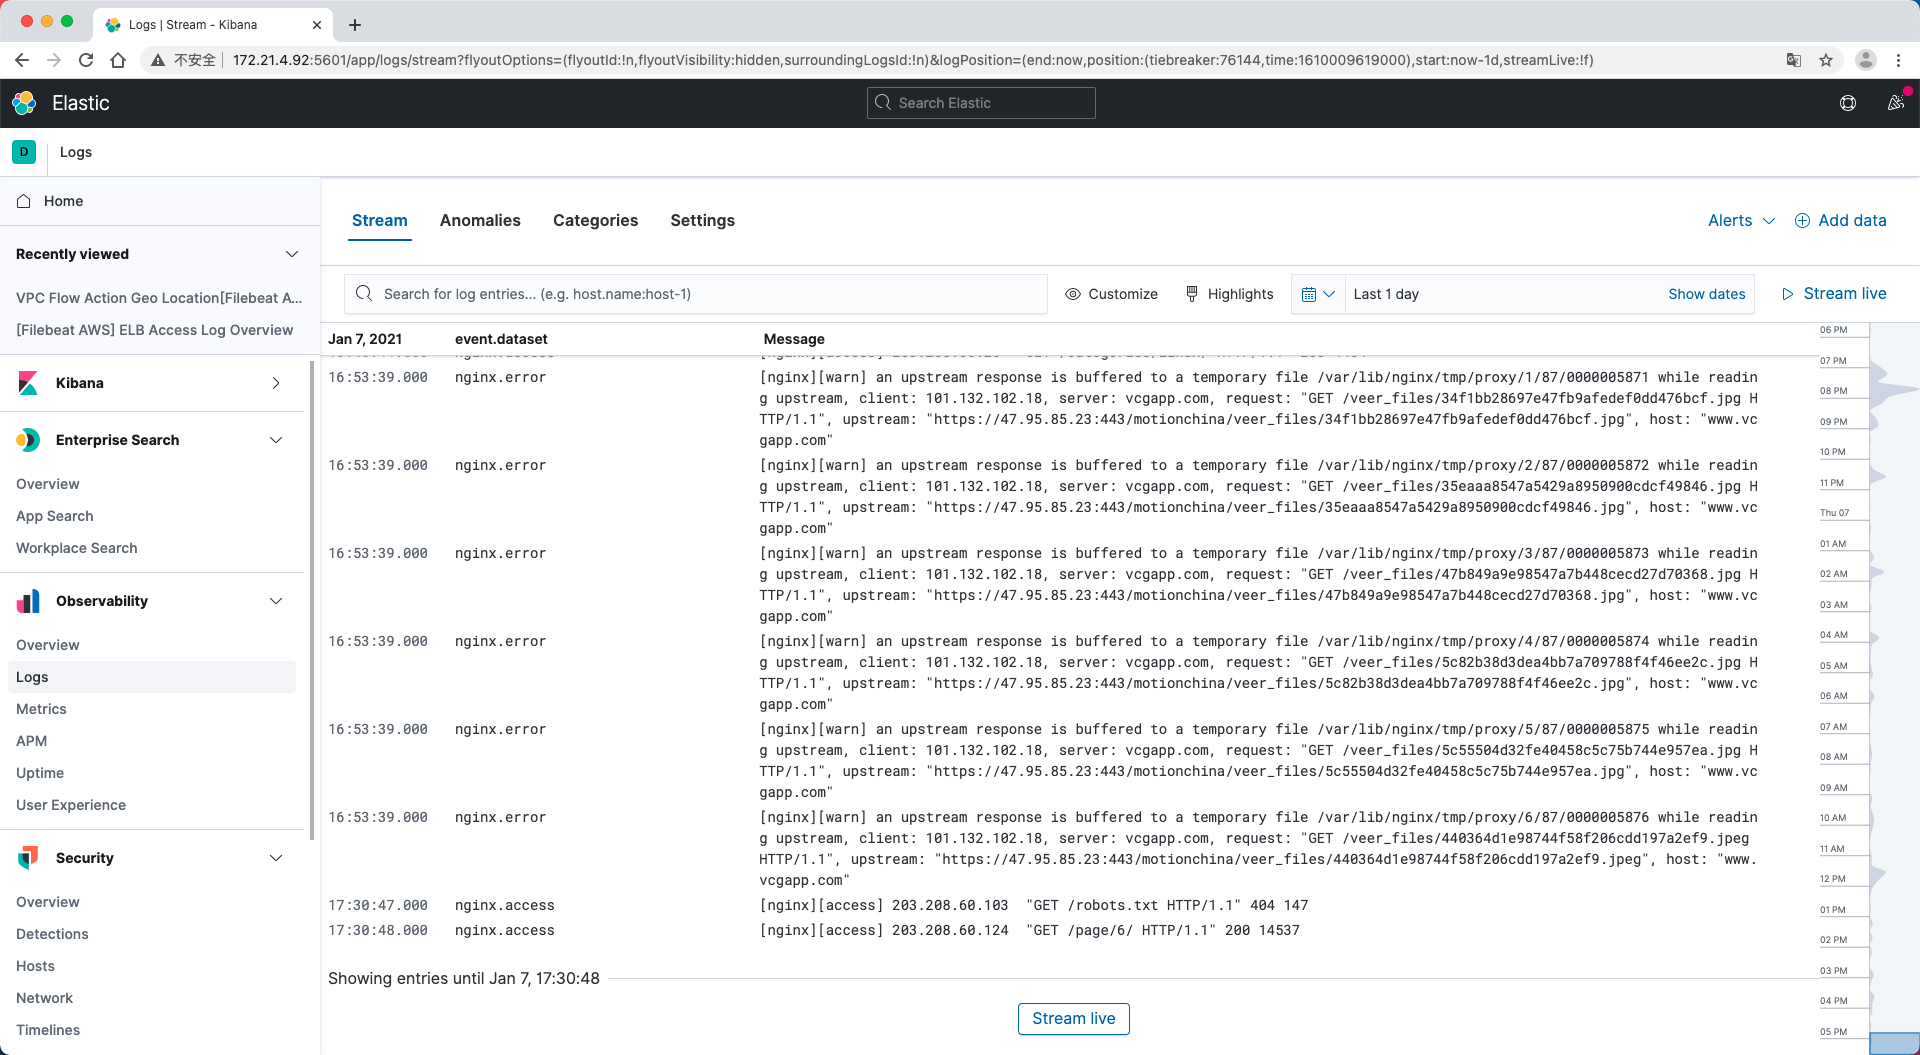 Logs | Stream - Kibana
不安全
172.21.4.92:5601/app/logs/stream?flyoutOptions=(flyoutId:!n,flyoutVisibility:hidden,surroundingLogsId:!n)&logPosition=(end:now,position:(tiebreaker:76144,time:1610009619000),start:now-1d,streamLive:!f)
Elastic
Search Elastic
D
Logs
Home
Recently viewed
VPC Flow Action Geo Location[Filebeat A...
[Filebeat AWS] ELB Access Log Overview
Kibana
Enterprise Search
Overview
App Search
Workplace Search
Observability
Overview
Logs
Metrics
APM
Uptime
User Experience
Security
Overview
Detections
Hosts
Network
Timelines
Stream
Anomalies
Categories
Settings
Alerts
Add data
Search for log entries... (e.g. host.name:host-1)
Customize
Highlights
Last 1 day
Show dates
Stream live
Jan 7, 2021
event.dataset
Message
16:53:39.000
nginx.error
[nginx][warn] an upstream response is buffered to a temporary file /var/lib/nginx/tmp/proxy/1/87/0000005871 while readin
g upstream, client: 101.132.102.18, server: vcgapp.com, request: "GET /veer_files/34f1bb28697e47fb9afedef0dd476bcf.jpg H
TTP/1.1", upstream: "https://47.95.85.23:443/motionchina/veer_files/34f1bb28697e47fb9afedef0dd476bcf.jpg", host: "www.vc
gapp.com"
16:53:39.000
nginx.error
[nginx][warn] an upstream response is buffered to a temporary file /var/lib/nginx/tmp/proxy/2/87/0000005872 while readin
g upstream, client: 101.132.102.18, server: vcgapp.com, request: "GET /veer_files/35eaaa8547a5429a8950900cdcf49846.jpg H
TTP/1.1", upstream: "https://47.95.85.23:443/motionchina/veer_files/35eaaa8547a5429a8950900cdcf49846.jpg", host: "www.vc
gapp.com"
16:53:39.000
nginx.error
[nginx][warn] an upstream response is buffered to a temporary file /var/lib/nginx/tmp/proxy/3/87/0000005873 while readin
g upstream, client: 101.132.102.18, server: vcgapp.com, request: "GET /veer_files/47b849a9e98547a7b448cecd27d70368.jpg H
TTP/1.1", upstream: "https://47.95.85.23:443/motionchina/veer_files/47b849a9e98547a7b448cecd27d70368.jpg", host: "www.vc
gapp.com"
16:53:39.000
nginx.error
[nginx][warn] an upstream response is buffered to a temporary file /var/lib/nginx/tmp/proxy/4/87/0000005874 while readin
g upstream, client: 101.132.102.18, server: vcgapp.com, request: "GET /veer_files/5c82b38d3dea4bb7a709788f4f46ee2c.jpg H
TTP/1.1", upstream: "https://47.95.85.23:443/motionchina/veer_files/5c82b38d3dea4bb7a709788f4f46ee2c.jpg", host: "www.vc
gapp.com"
16:53:39.000
nginx.error
[nginx][warn] an upstream response is buffered to a temporary file /var/lib/nginx/tmp/proxy/5/87/0000005875 while readin
g upstream, client: 101.132.102.18, server: vcgapp.com, request: "GET /veer_files/5c55504d32fe40458c5c75b744e957ea.jpg H
TTP/1.1", upstream: "https://47.95.85.23:443/motionchina/veer_files/5c55504d32fe40458c5c75b744e957ea.jpg", host: "www.vc
gapp.com"
16:53:39.000
nginx.error
[nginx][warn] an upstream response is buffered to a temporary file /var/lib/nginx/tmp/proxy/6/87/0000005876 while readin
g upstream, client: 101.132.102.18, server: vcgapp.com, request: "GET /veer_files/440364d1e98744f58f206cdd197a2ef9.jpeg
HTTP/1.1", upstream: "https://47.95.85.23:443/motionchina/veer_files/440364d1e98744f58f206cdd197a2ef9.jpeg", host: "www.
vcgapp.com"
17:30:47.000
nginx.access
[nginx][access] 203.208.60.103  "GET /robots.txt HTTP/1.1" 404 147
17:30:48.000
nginx.access
[nginx][access] 203.208.60.124  "GET /page/6/ HTTP/1.1" 200 14537
Showing entries until Jan 7, 17:30:48
Stream live
06 PM
07 PM
08 PM
09 PM
10 PM
11 PM
Thu 07
01 AM
02 AM
03 AM
04 AM
05 AM
06 AM
07 AM
08 AM
09 AM
10 AM
11 AM
12 PM
01 PM
02 PM
03 PM
04 PM
05 PM